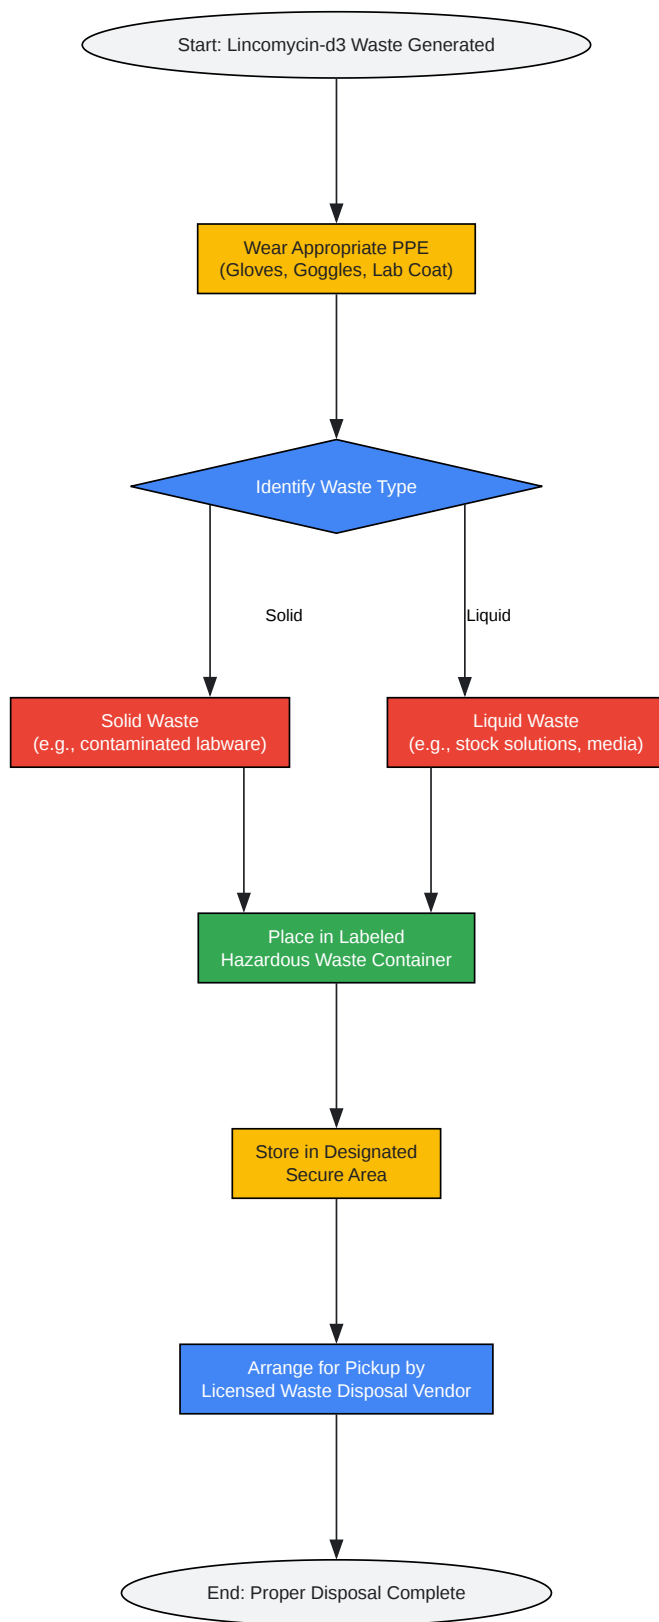 Start: Lincomycin-d3 Waste Generated
Wear Appropriate PPE
(Gloves, Goggles, Lab Coat)
Identify Waste Type
Solid
Liquid
Solid Waste
(e.g., contaminated labware)
Liquid Waste
(e.g., stock solutions, media)
Place in Labeled
Hazardous Waste Container
Store in Designated
Secure Area
Arrange for Pickup by
Licensed Waste Disposal Vendor
End: Proper Disposal Complete